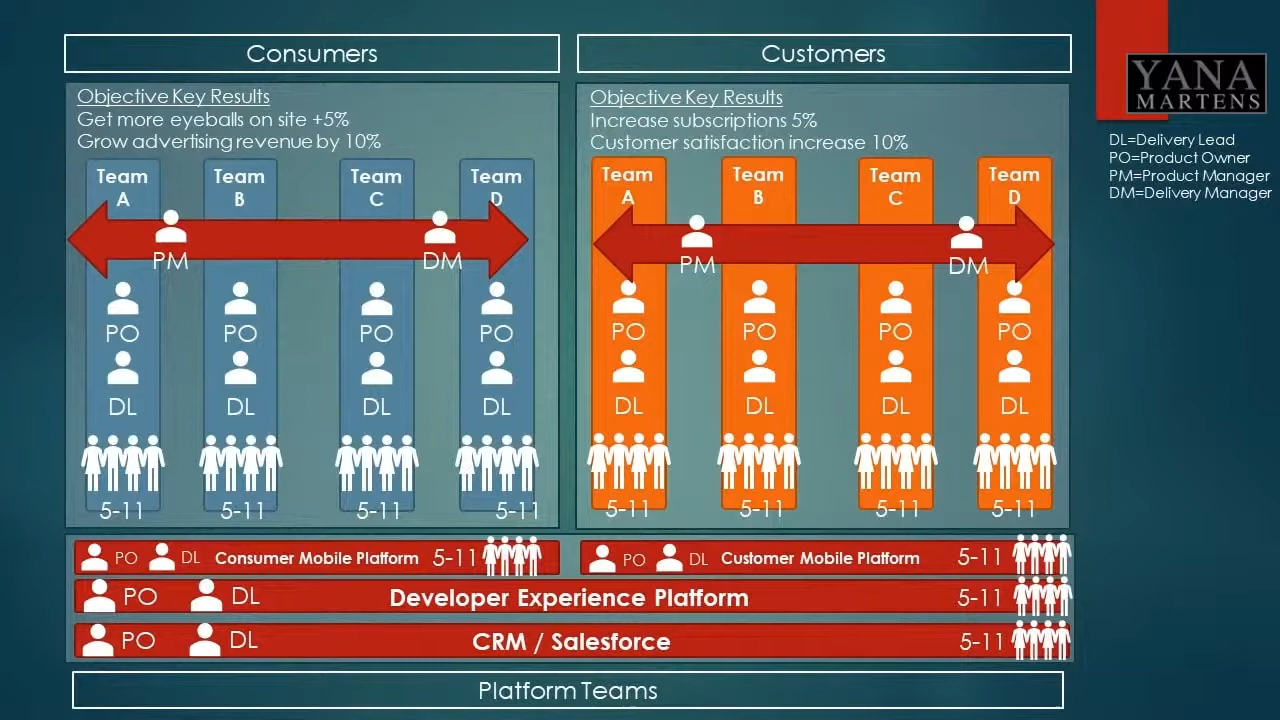 Consumers
Customers
YANA
MARTENS
DL=Delivery Lead
PO=Product Owner
PM=Product Manager
DM=Delivery Manager
Objective Key Results
Get more eyeballs on site +5%
Grow advertising revenue by 10%
Team
A
Team
B
Team
C
Team
D
PM
DM
PO
PO
PO
PO
DL
DL
DL
DL
5-11
5-11
5-11
5-11
Objective Key Results
Increase subscriptions 5%
Customer satisfaction increase 10%
Team
A
Team
B
Team
C
Team
D
PM
DM
PO
PO
PO
PO
DL
DL
DL
DL
5-11
5-11
5-11
5-11
PO DL Consumer Mobile Platform 5-11
PO DL Customer Mobile Platform 5-11
PO DL Developer Experience Platform 5-11
PO DL CRM / Salesforce 5-11
Platform Teams